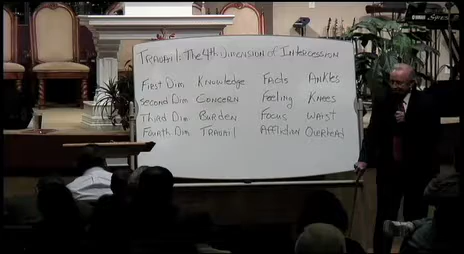 TRAVAIL: THE 4th DIMENSION OF INTERCESSION
First Dim Knowledge FACTS ANKLES
Second Dim CONCERN Feeling KNEES
Third Dim BURDEN FOCUS WAIST
Fourth Dim TRAVAIL AFFLICTION OVERHEAD